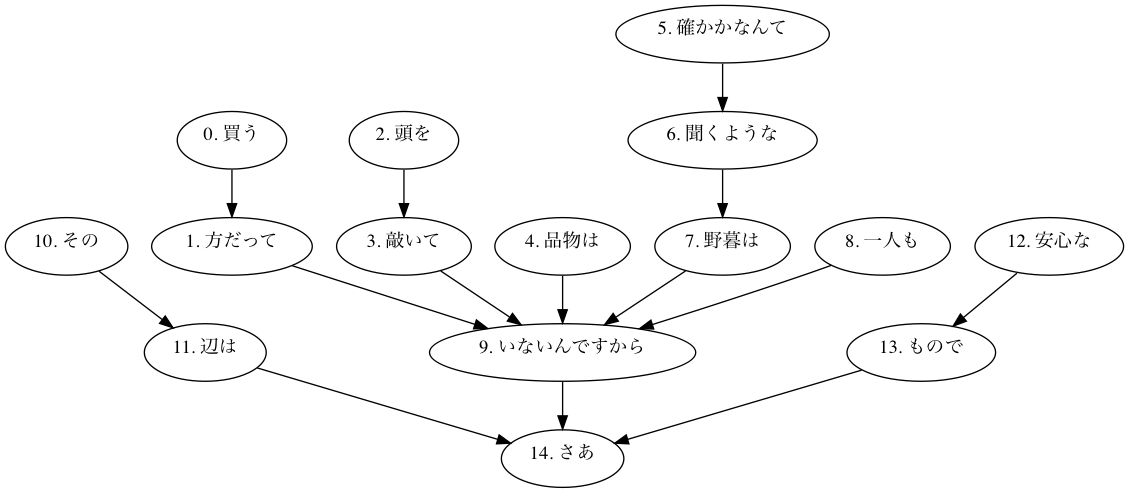 5. 確かかなんて
0. 買う
2. 頭を
6. 聞くような
10. その
1. 方だって
3. 敲いて
4. 品物は
7. 野暮は
8. 一人も
12. 安心な
11. 辺は
9. いないんですから
13. もので
14. さあ